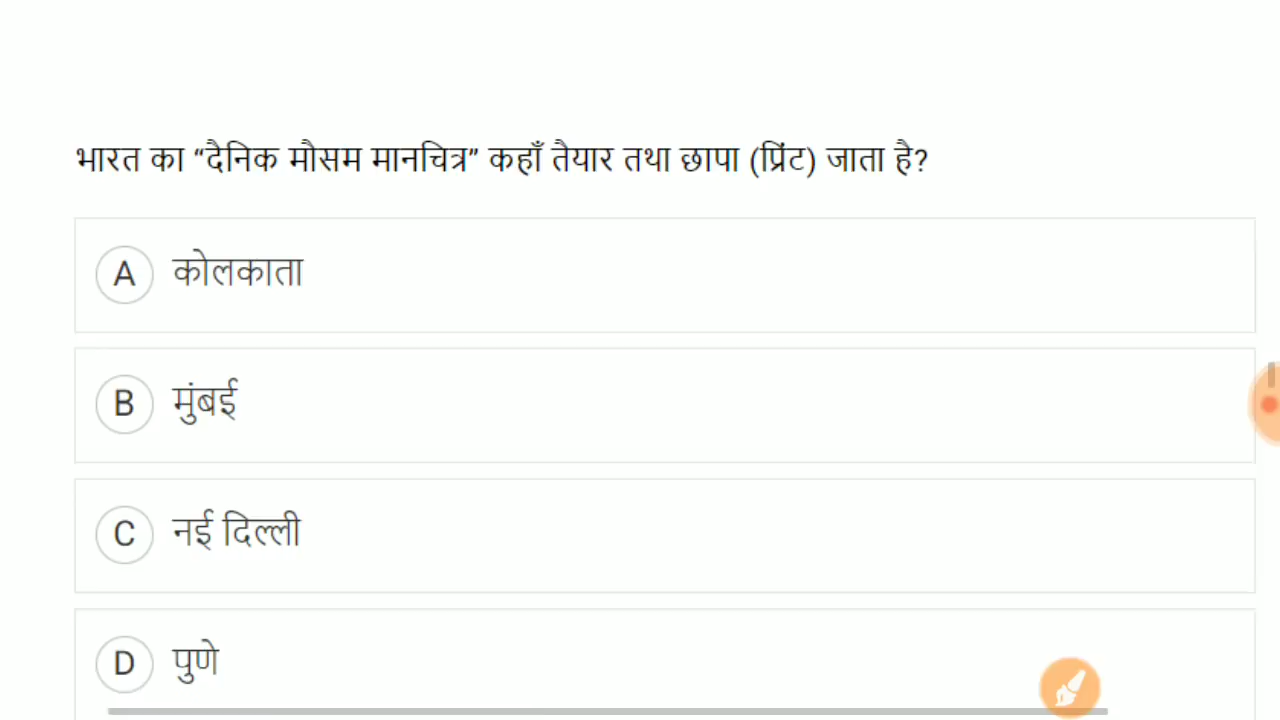 भारत का “दैनिक मौसम मानचित्र” कहाँ तैयार तथा छापा (प्रिंट) जाता है?
A कोलकाता
B मुंबई
C नई दिल्ली
D पुणे